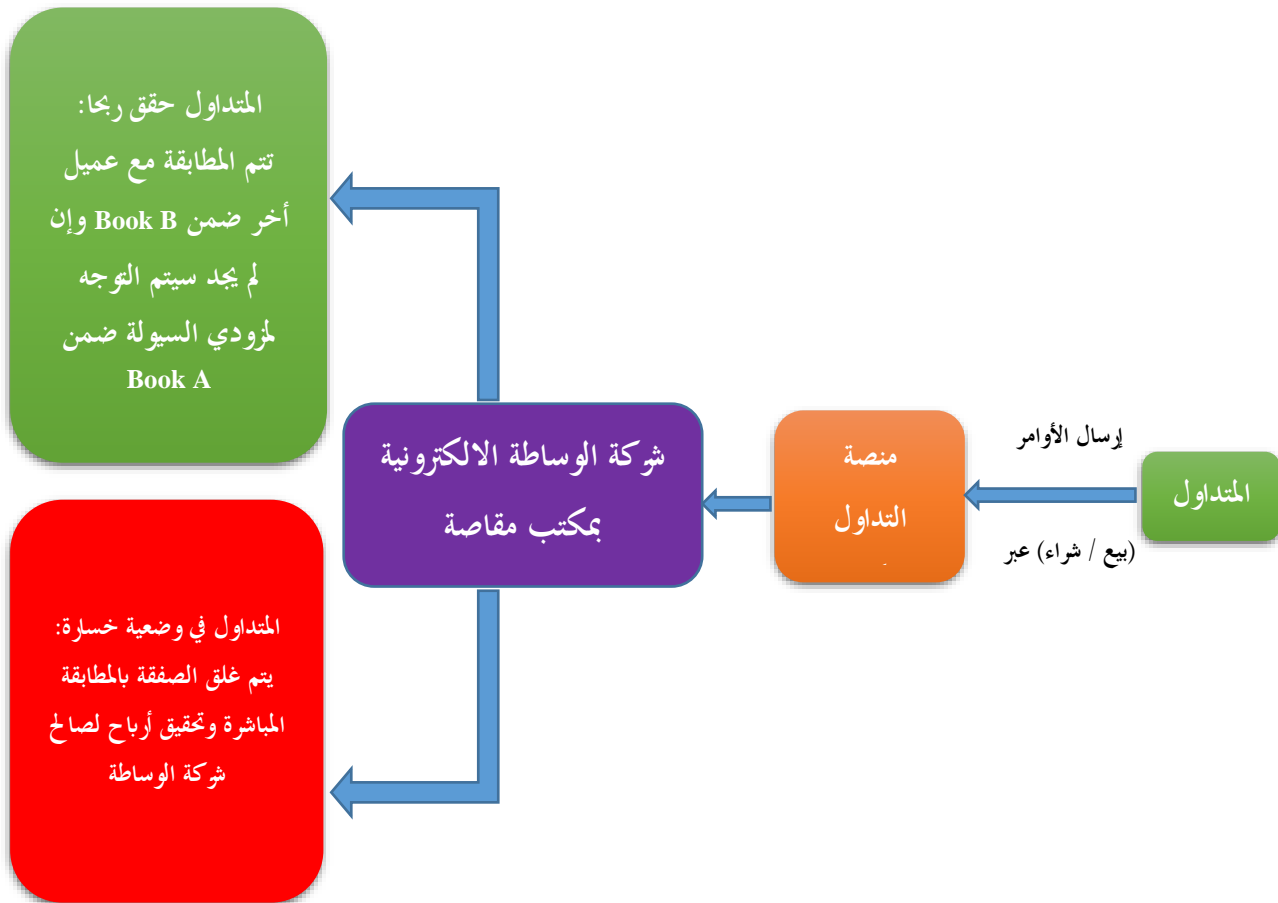 المتداول
إرسال الأوامر
(بيع / شراء) عبر
منصة
التداول
شركة الوساطة الالكترونية
بمكتب مقاصة
المتداول حقق ربحا:
تتم المطابقة مع عميل
أخر ضمن Book B وإن
لم يجد سيتم التوجه
لمزودي السيولة ضمن
Book A
المتداول في وضعية خسارة:
يتم غلق الصفقة بالمطابقة
المباشرة وتحقيق أرباح لصالح
شركة الوساطة